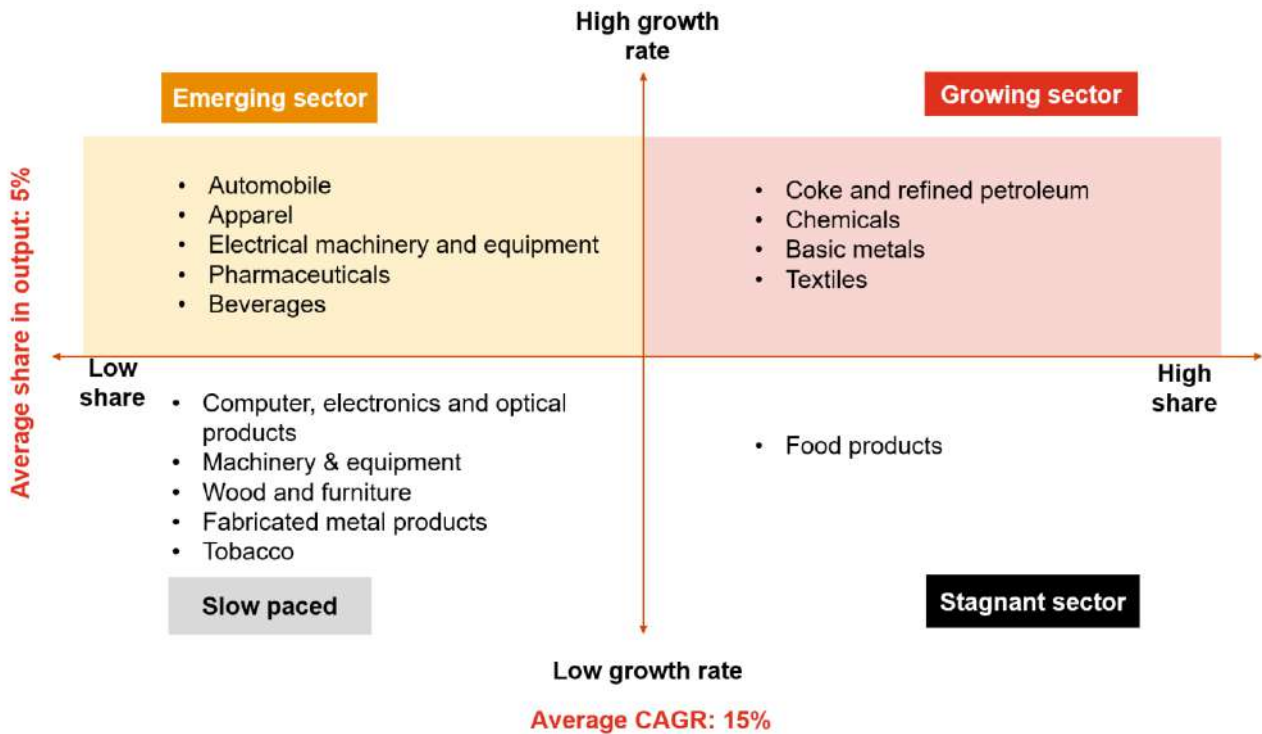 High growth
rate
Emerging sector
Growing sector
Average share in output: 5%
• Automobile
• Apparel
• Electrical machinery and equipment
• Pharmaceuticals
• Beverages
• Coke and refined petroleum
• Chemicals
• Basic metals
• Textiles
Low
share
High
share
• Computer, electronics and optical
products
• Machinery & equipment
• Wood and furniture
• Fabricated metal products
• Tobacco
• Food products
Slow paced
Stagnant sector
Low growth rate
Average CAGR: 15%